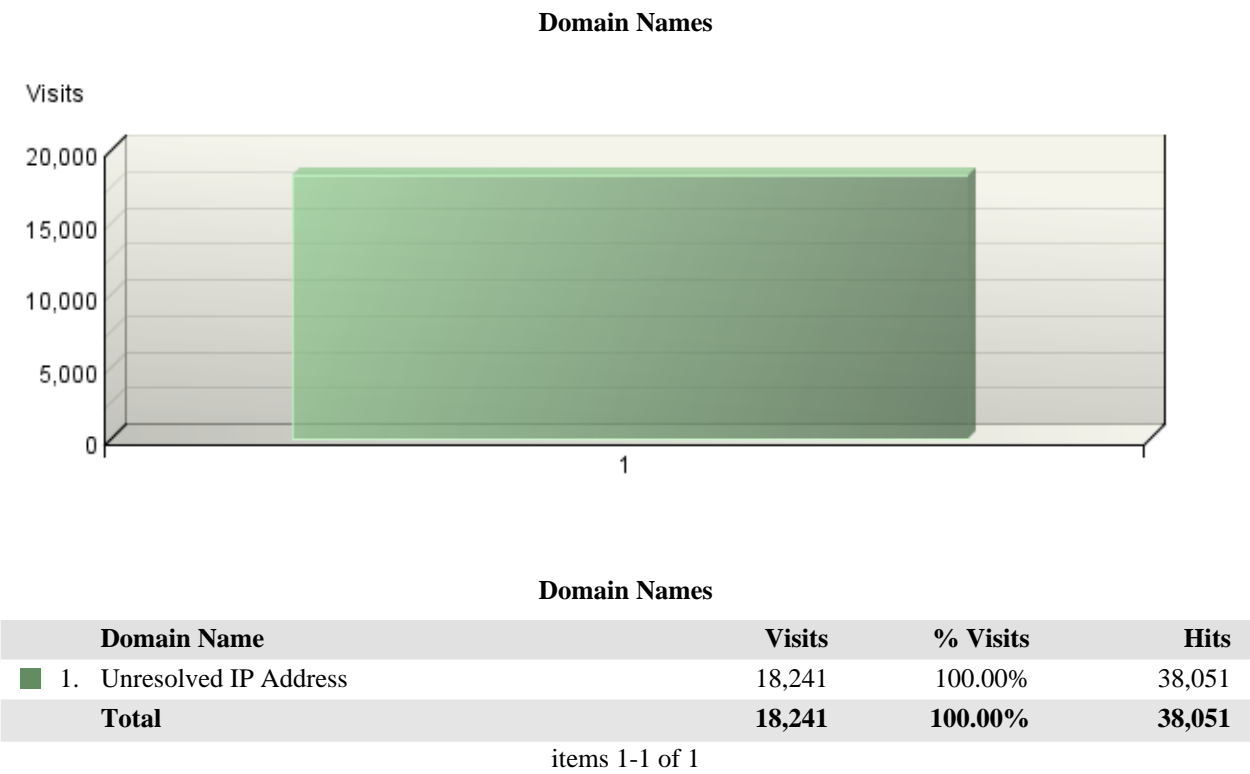 Domain Names
Visits
20,000
15,000
10,000
5,000
0
1
Domain Names
Domain Name Visits % Visits Hits
1. Unresolved IP Address 18,241 100.00% 38,051
Total 18,241 100.00% 38,051
items 1-1 of 1